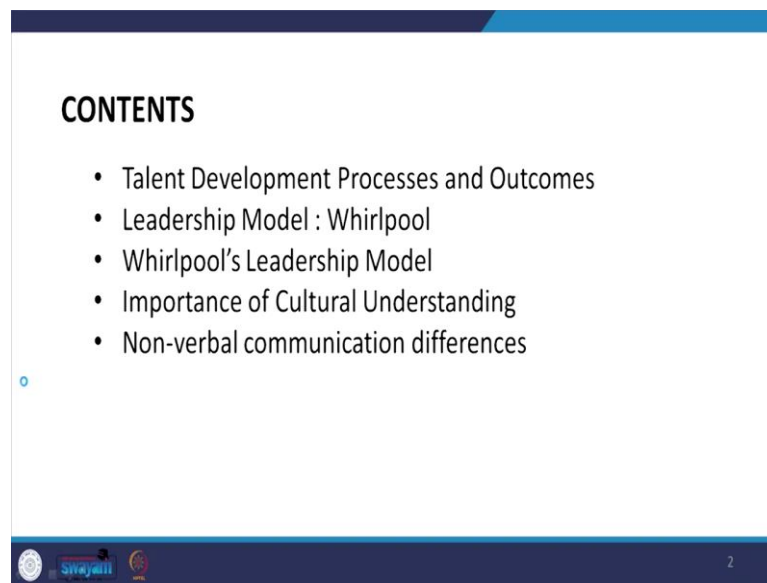 CONTENTS
• Talent Development Processes and Outcomes
• Leadership Model : Whirlpool
• Whirlpool's Leadership Model
• Importance of Cultural Understanding
• Non-verbal communication differences
swayam
2